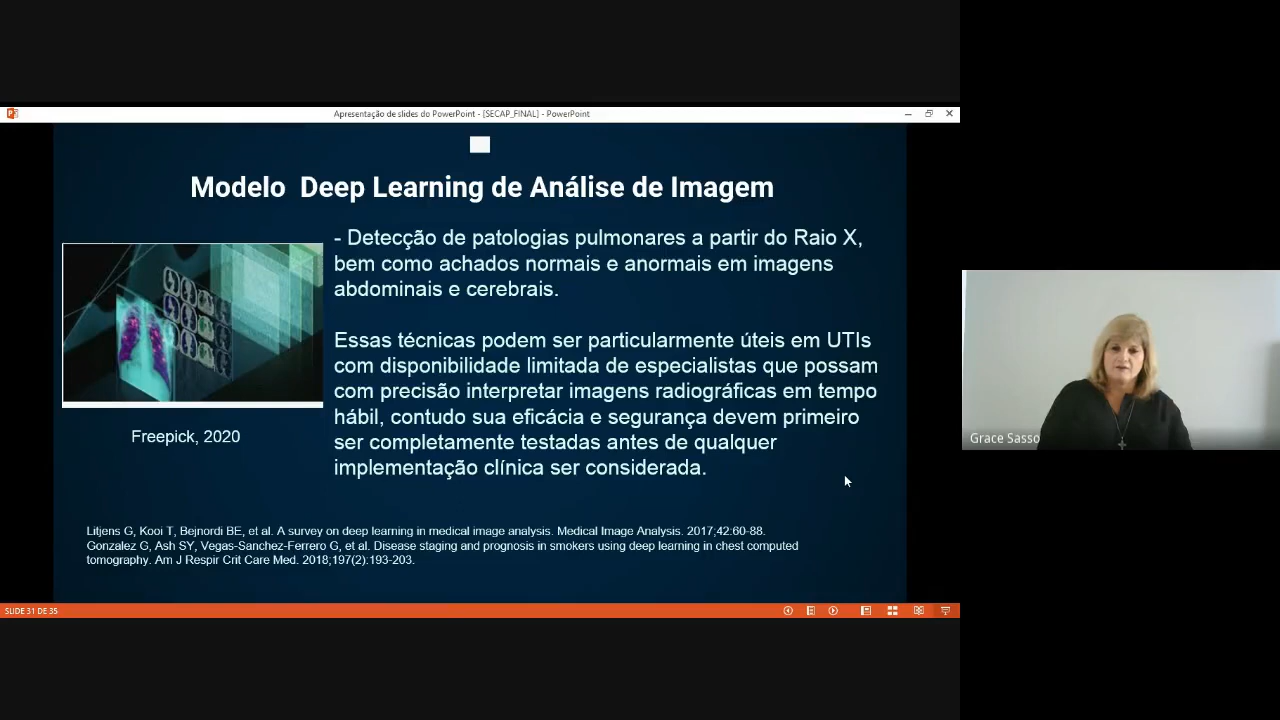 Apresentação de slides do PowerPoint - [SECAP_FINAL] - PowerPoint
Modelo  Deep Learning de Análise de Imagem
- Detecção de patologias pulmonares a partir do Raio X,
bem como achados normais e anormais em imagens
abdominais e cerebrais.
Essas técnicas podem ser particularmente úteis em UTIs
com disponibilidade limitada de especialistas que possam
com precisão interpretar imagens radiográficas em tempo
hábil, contudo sua eficácia e segurança devem primeiro
ser completamente testadas antes de qualquer
implementação clínica ser considerada.
Freepick, 2020
Litjens G, Kooi T, Bejnordi BE, et al. A survey on deep learning in medical image analysis. Medical Image Analysis. 2017;42:60-88.
Gonzalez G, Ash SY, Vegas-Sanchez-Ferrero G, et al. Disease staging and prognosis in smokers using deep learning in chest computed
tomography. Am J Respir Crit Care Med. 2018;197(2):193-203.
SLIDE 31 DE 35
Grace Sasso